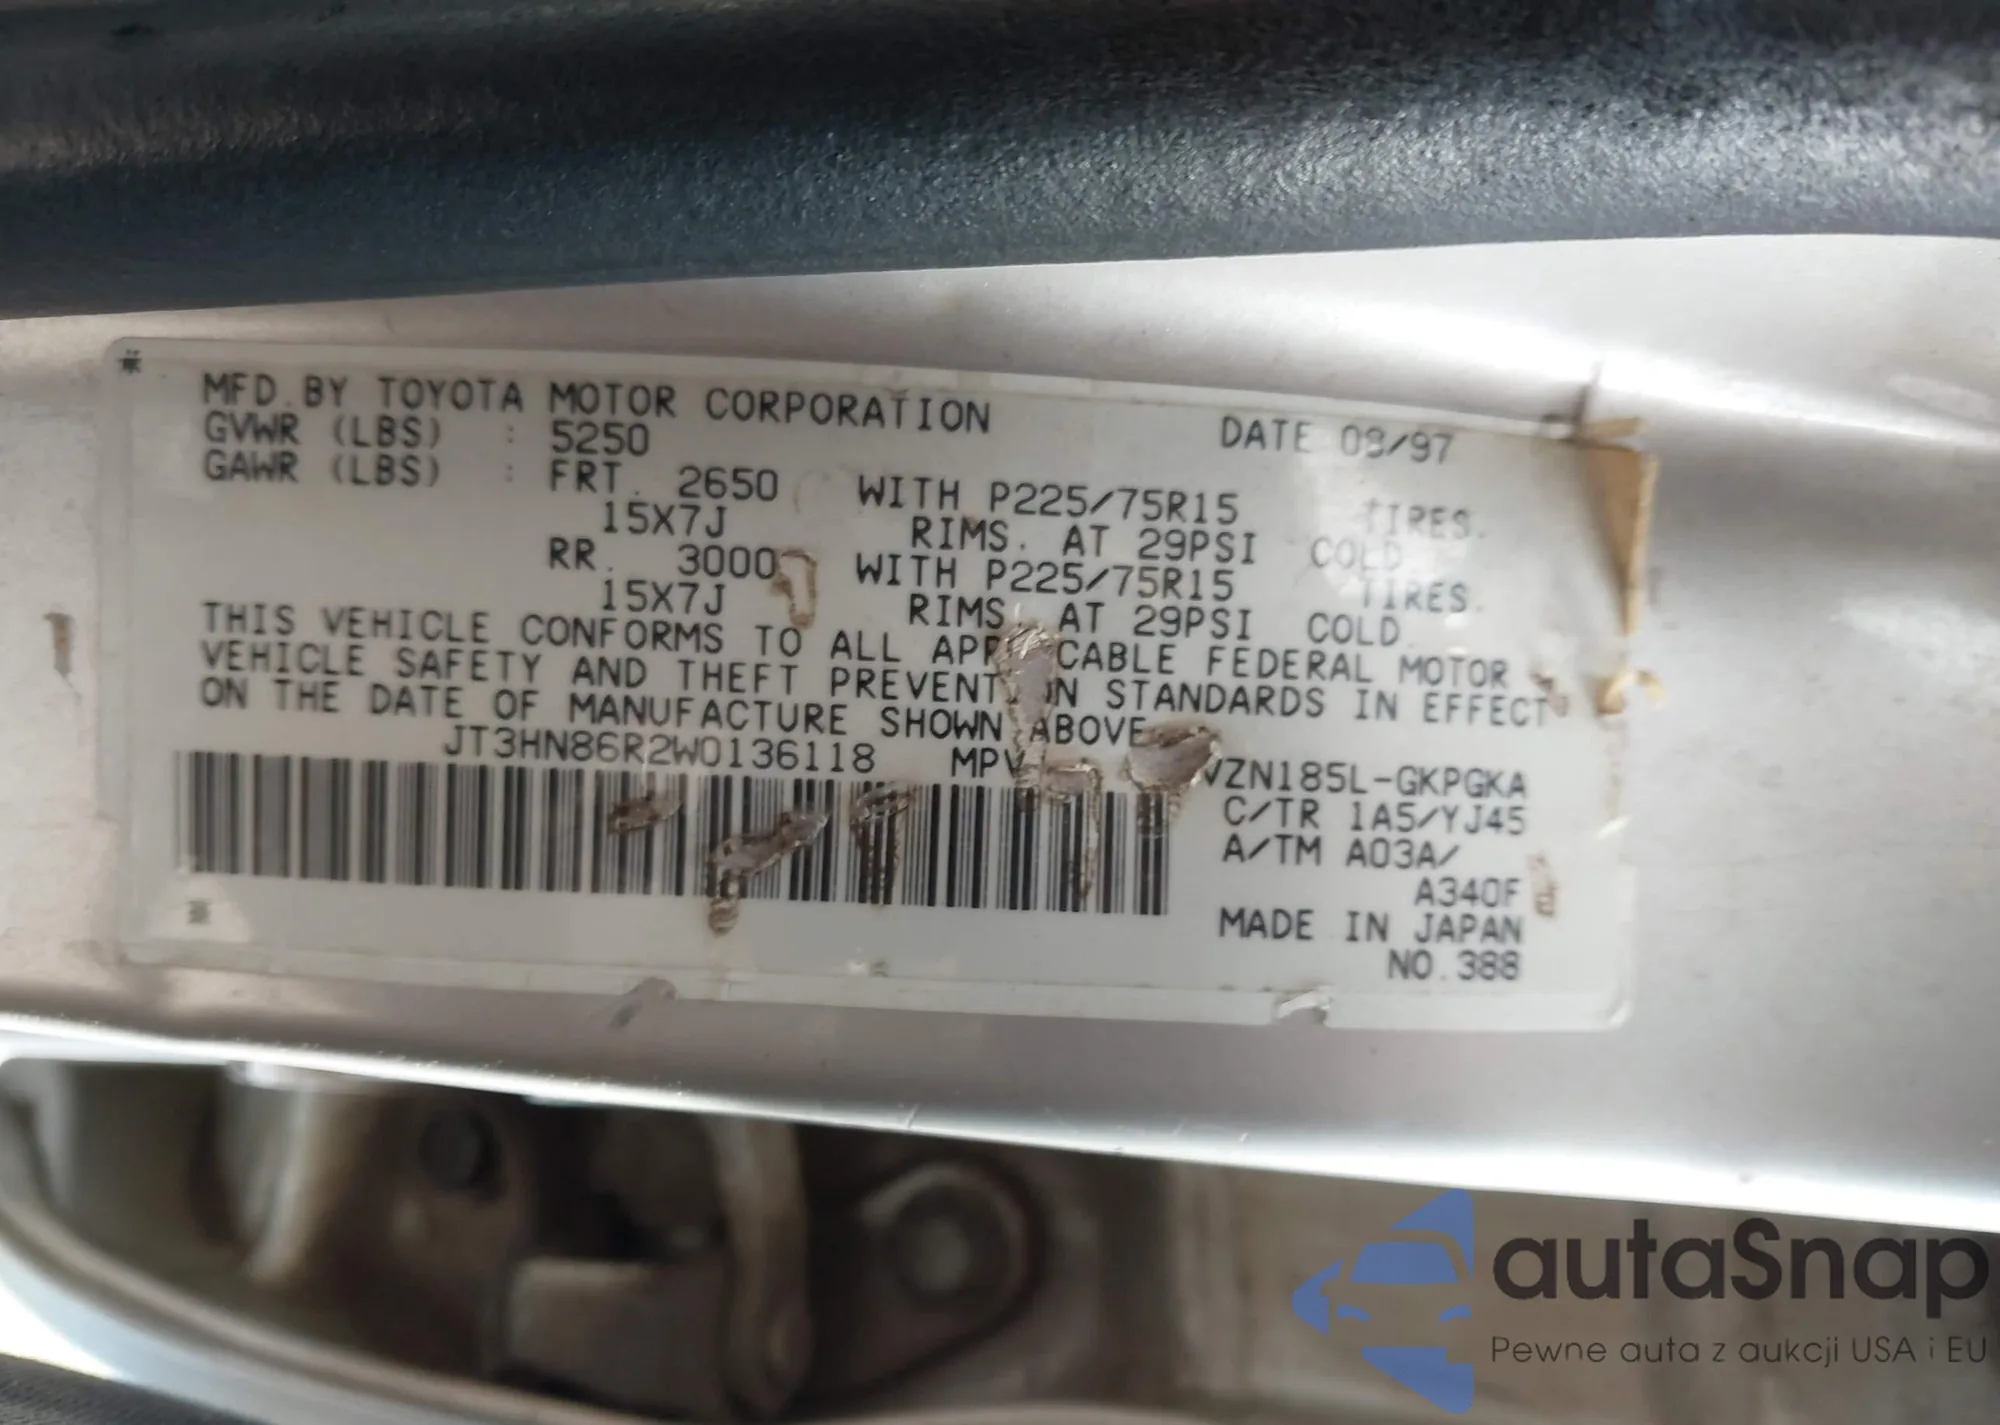 MFD. BY TOYOTA MOTOR CORPORATION DATE 08/97
GVWR (LBS) : 5250
GAWR (LBS) : FRT. 2650 WITH P225/75R15 TIRES.
15X7J RIMS. AT 29PSI COLD
RR. 3000 WITH P225/75R15 TIRES.
15X7J RIMS. AT 29PSI COLD
THIS VEHICLE CONFORMS TO ALL FEDERAL MOTOR
VEHICLE SAFETY AND THEFT STANDARDS IN EFFECT
ON THE DATE OF MANUFACTURE SHOWN ABOVE
JT3HN86R2W0136118 MPV VZN185L-GKPGKA
C/TR 1A5/YJ45
A/TM A03A/
A340F
MADE IN JAPAN
NO.388
autaSnap
Pewne auta z aukcji USA i EU